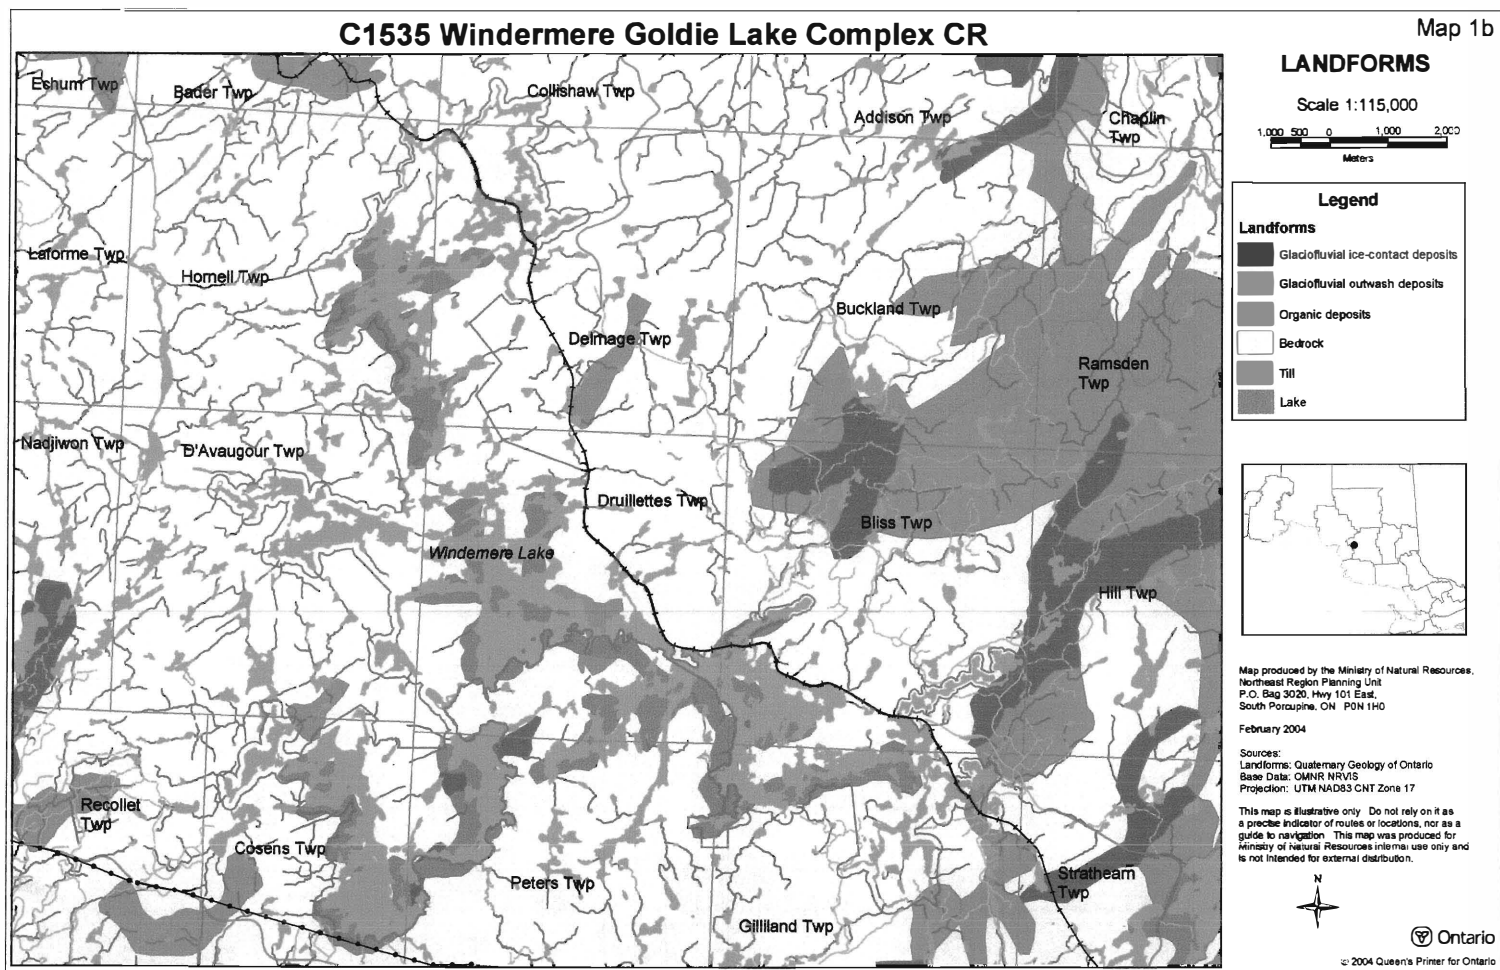 C1535 Windermere Goldie Lake Complex CR
Map 1b
LANDFORMS
Scale 1:115,000
1,000 500 0 1,000 2,000
Meters
Legend
Landforms
Glaciofluvial ice-contact deposits
Glaciofluvial outwash deposits
Organic deposits
Bedrock
Till
Lake
Echum Twp
Bader Twp
Collishaw Twp
Addison Twp
Chaplin
Twp
Laforme Twp
Hornell Twp
Buckland Twp
Delmage Twp
Ramsden
Twp
Nadjiwon Twp
D'Avaugour Twp
Druillettes Twp
Bliss Twp
Windemere Lake
Hill Twp
Recollet
Twp
Cosens Twp
Peters Twp
Strathearn
Twp
Gilliland Twp
Map produced by the Ministry of Natural Resources,
Northeast Region Planning Unit
P.O. Bag 3020, Hwy 101 East,
South Porcupine, ON P0N 1H0
February 2004
Sources:
Landforms: Quaternary Geology of Ontario
Base Data: OMNR NRVIS
Projection: UTM NAD83 CNT Zone 17
This map is illustrative only Do not rely on it as
a precise indicator of routes or locations, nor as a
guide to navigation This map was produced for
Ministry of Natural Resources internal use only and
is not intended for external distribution.
N
Ontario
© 2004 Queen's Printer for Ontario